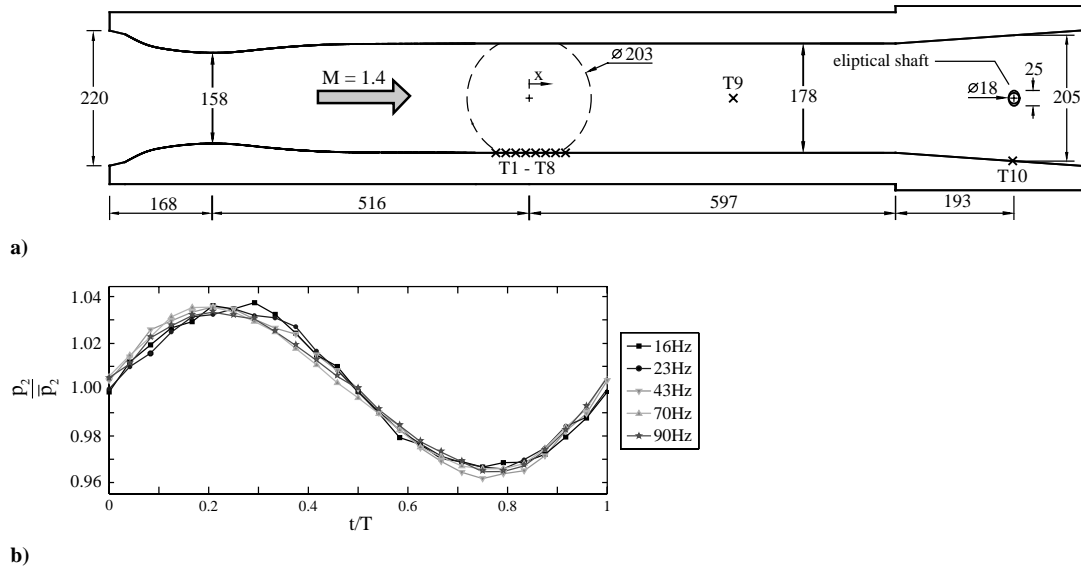 ⌀203
x
eliptical shaft
M = 1.4
T9
⌀18
25
220
158
178
205
T1 - T8
T10
168
516
597
193
a)
1.04
1.02
1.00
0.98
0.96
p2
p̅2
0
0.2
0.4
0.6
0.8
1
t/T
16Hz
23Hz
43Hz
70Hz
90Hz
b)